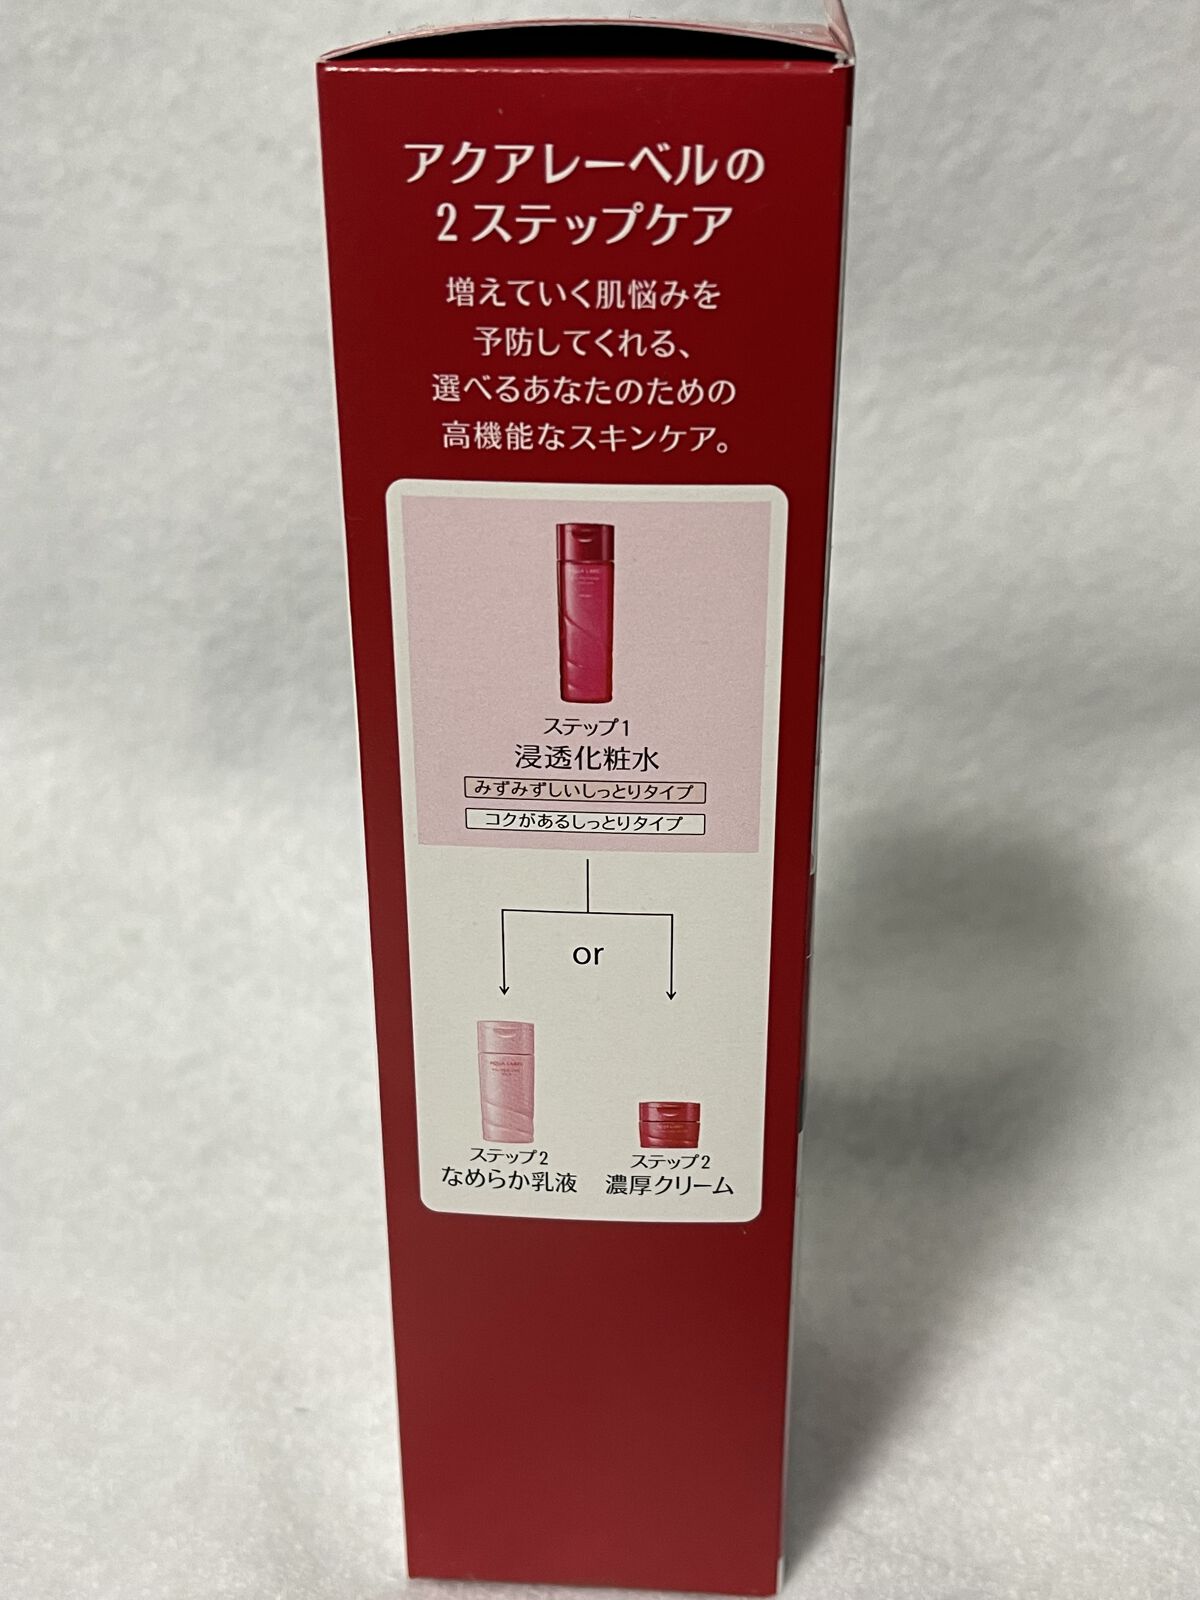 アクアレーベルの
2ステップケア
増えていく肌悩みを
予防してくれる、
選べるあなたのための
高機能なスキンケア。
AQUA LABEL
ステップ1
浸透化粧水
みずみずしいしっとりタイプ
コクがあるしっとりタイプ
or
AQUA LABEL
ステップ2
なめらか乳液
ステップ2
濃厚クリーム